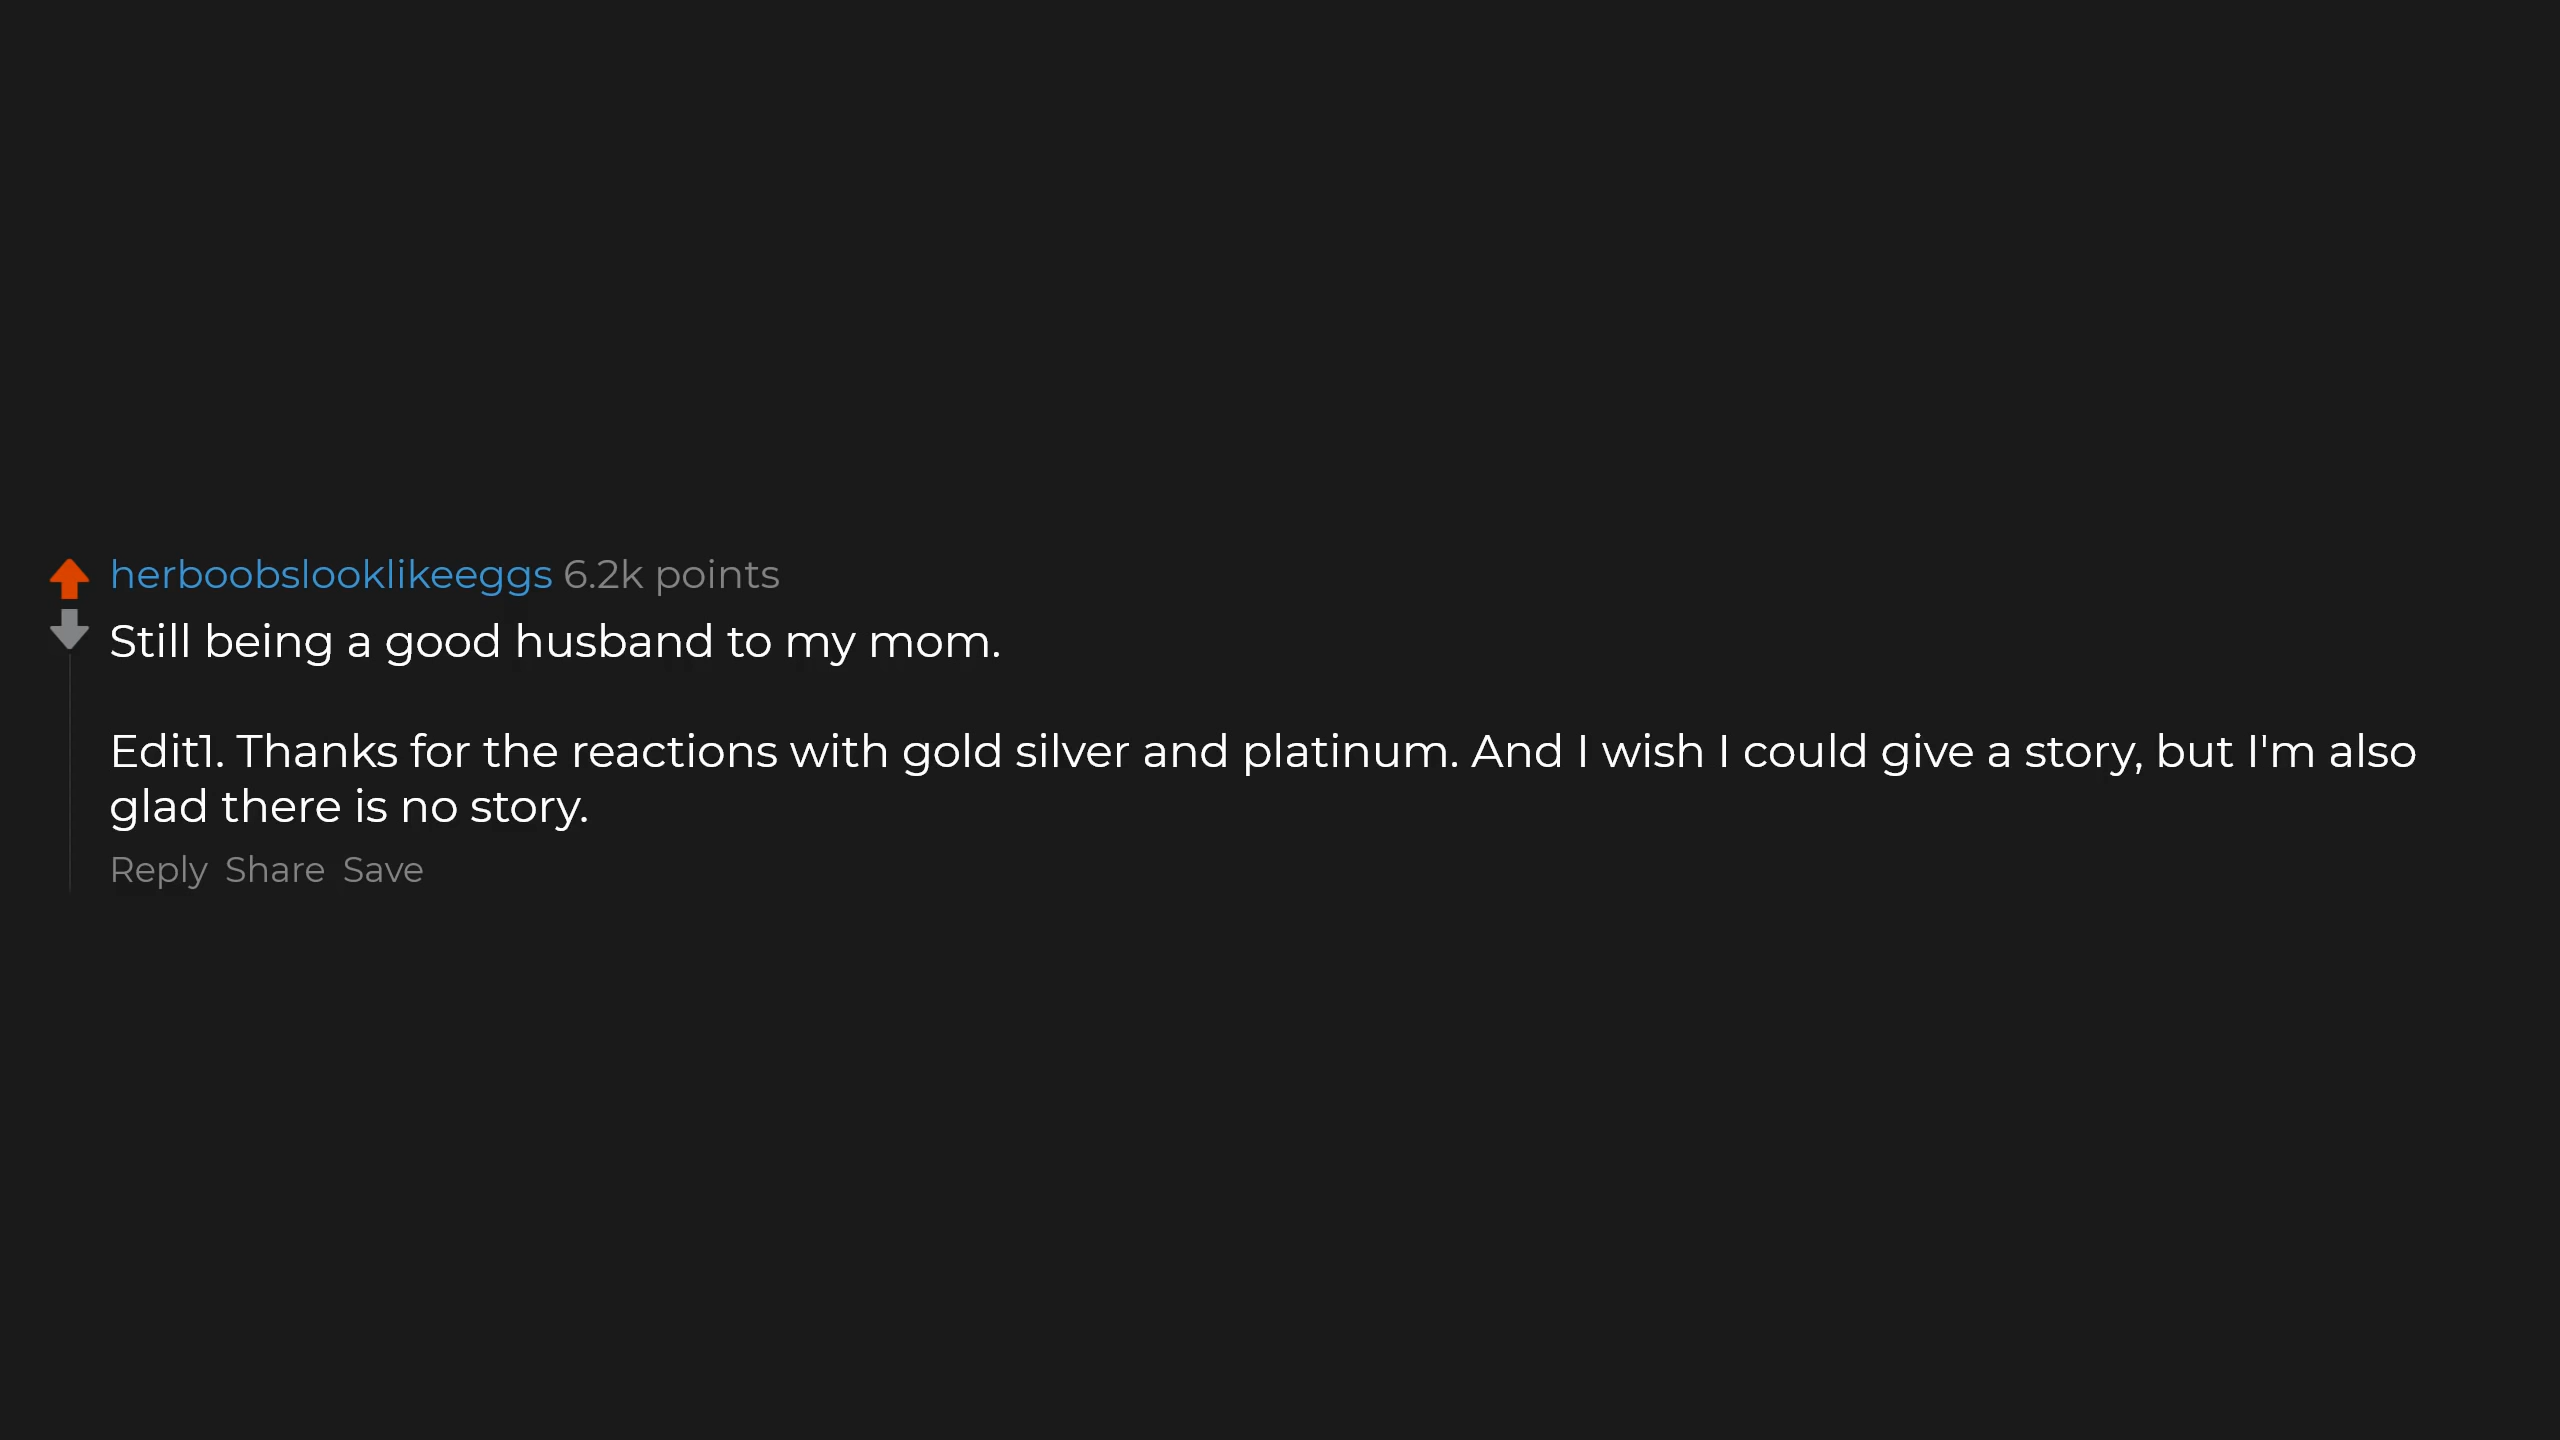 herboobslooklikeeggs 6.2k points
Still being a good husband to my mom.
Edit1. Thanks for the reactions with gold silver and platinum. And I wish I could give a story, but I'm also
glad there is no story.
Reply Share Save